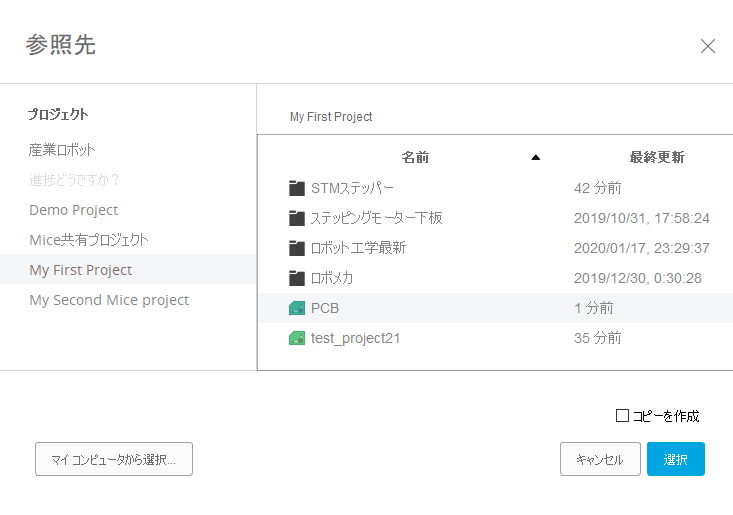 参照先
プロジェクト
産業ロボット
進捗どうですか？
Demo Project
Mice共有プロジェクト
My First Project
My Second Mice project
My First Project
名前 ▲ 最終更新
STMステッパー 42 分前
ステッピングモーター下板 2019/10/31, 17:58:24
ロボット工学最新 2020/01/17, 23:29:37
ロボメカ 2019/12/30, 0:30:28
PCB 1 分前
test_project21 35 分前
コピーを作成
マイ コンピュータから選択...
キャンセル
選択